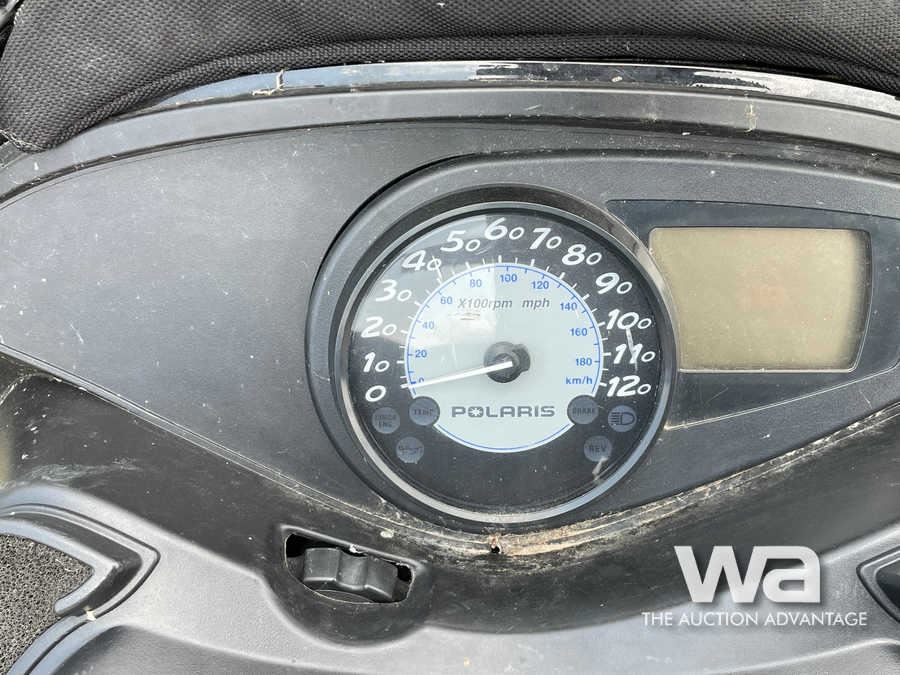 0 10 20 30 40 50 60 70 80 90 100 110 120
0 20 40 60 80 100 120 140 160 180
X100rpm mph
km/h
POLARIS
CHECK ENG
TEMP
BRAKE
REV
wa
THE AUCTION ADVANTAGE